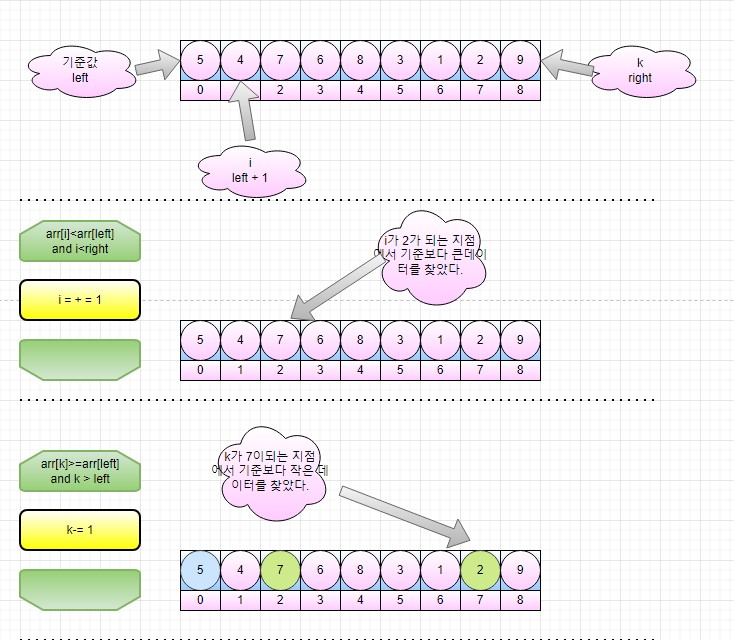 기준값
left
5 4 7 6 8 3 1 2 9
0 1 2 3 4 5 6 7 8
k
right
i
left + 1
arr[i]<arr[left]
and i<right
i = + = 1
i가 2가 되는 지점
에서 기준보다 큰데이
터를 찾았다.
5 4 7 6 8 3 1 2 9
0 1 2 3 4 5 6 7 8
arr[k]>=arr[left]
and k > left
k-= 1
k가 7이되는 지점
에서 기준보다 작은 데
이터를 찾았다.
5 4 7 6 8 3 1 2 9
0 1 2 3 4 5 6 7 8